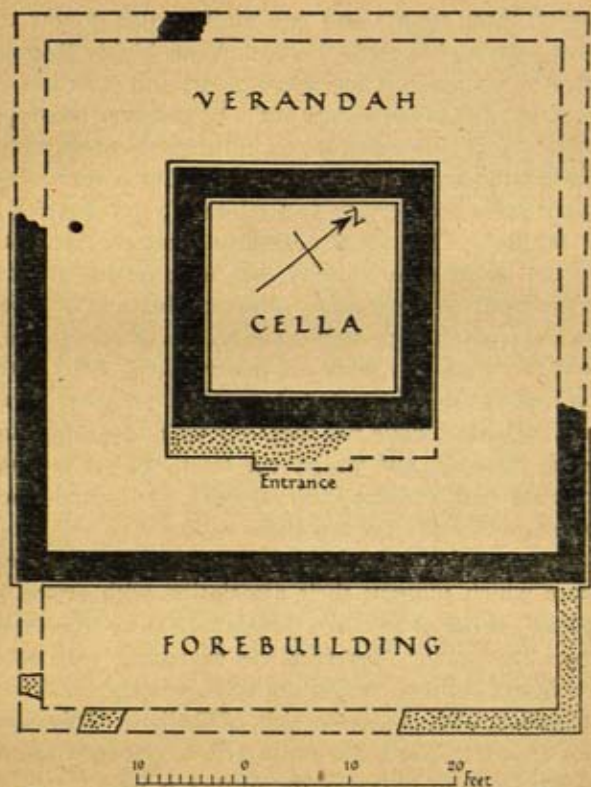 VERANDAH
N
CELLA
Entrance
FOREBUILDING
10 0 10 20 Feet